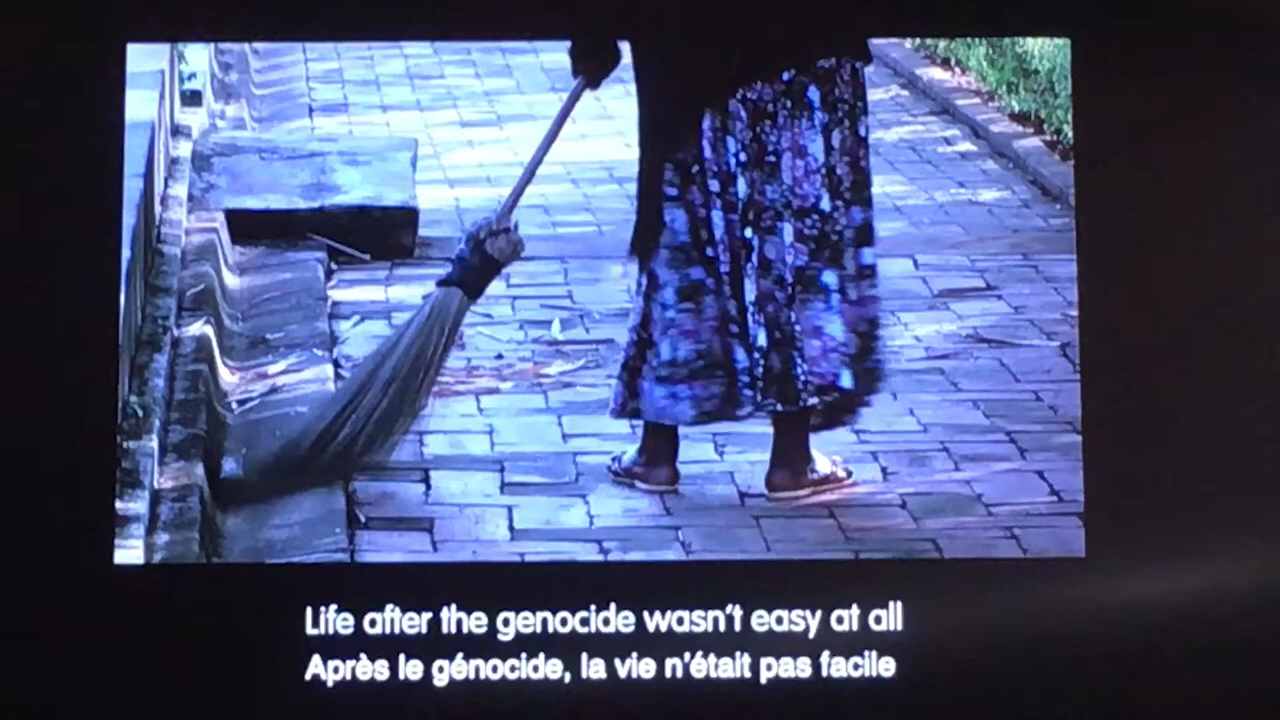 Life after the genocide wasn't easy at all
Après le génocide, la vie n'était pas facile